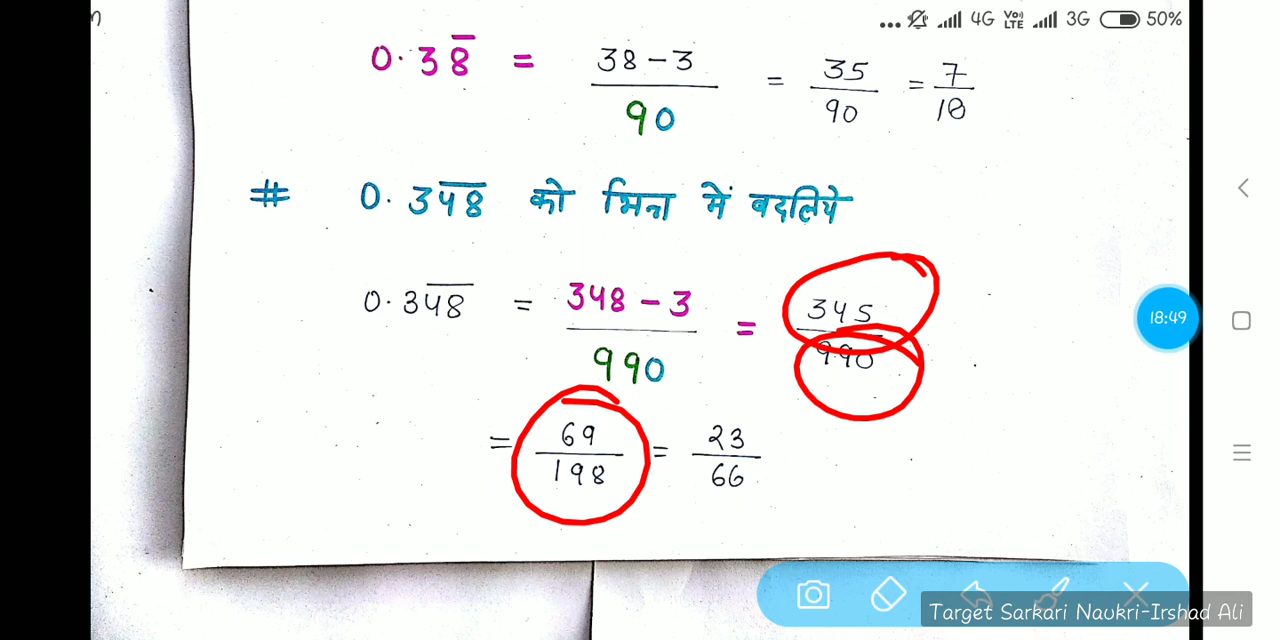 ... 4G VoLTE 3G 50%
0.38̅ = 38 - 3 / 90 = 35/90 = 7/18
# 0.34̅8̅ को भिन्न में बदलिये
0.34̅8̅ = 348 - 3 / 990 = 345/990
18:49
= 69/198 = 23/66
Target Sarkari Naukri-Irshad Ali